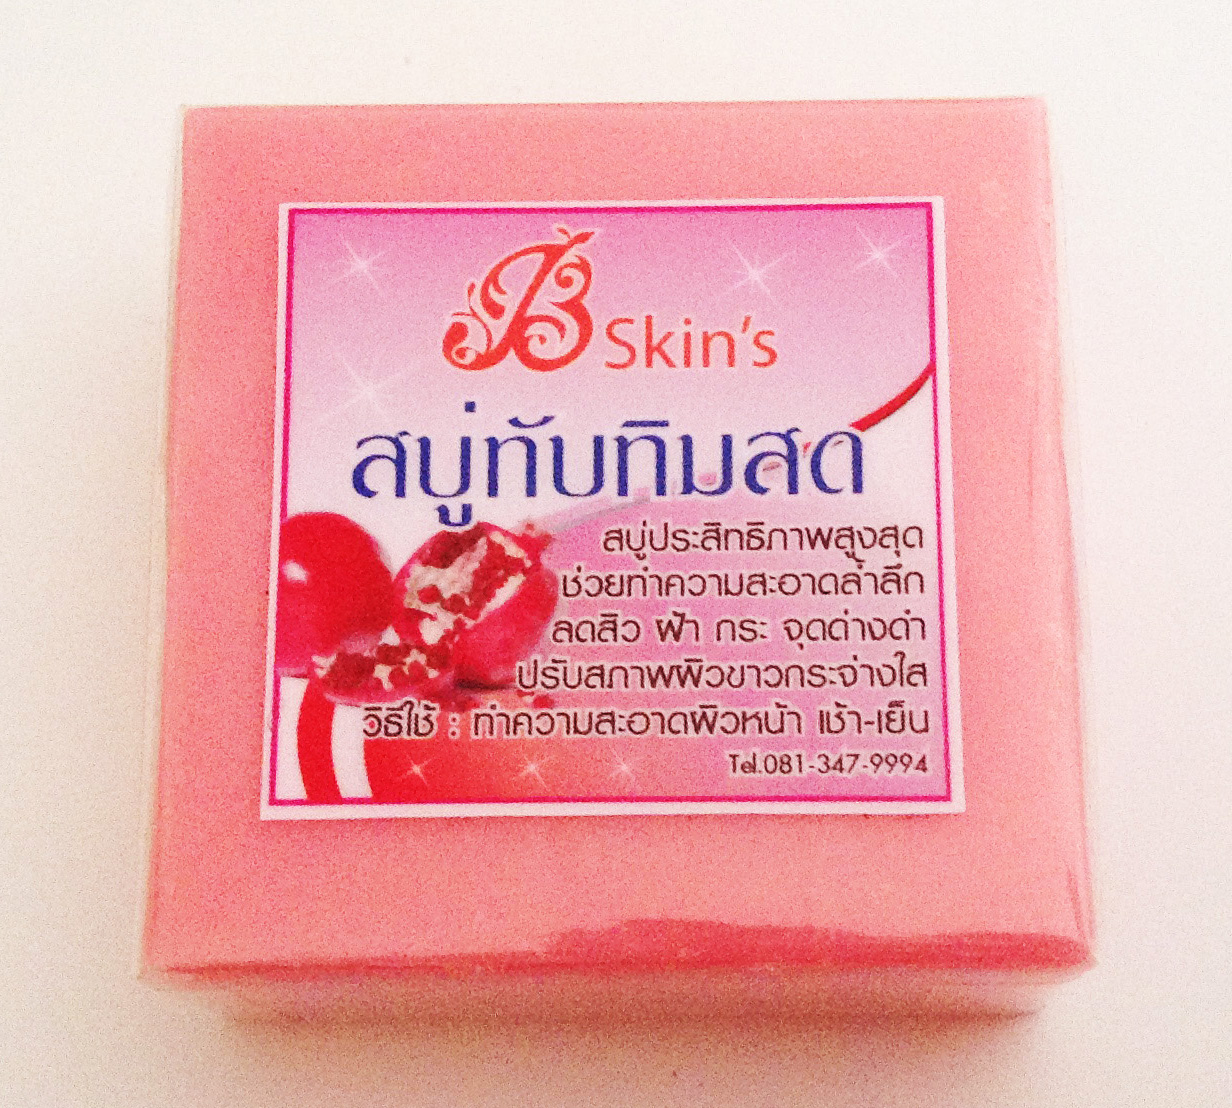 B Skin's
สบู่ทับทิมสด
สบู่ประสิทธิภาพสูงสุด
ช่วยทำความสะอาดล้ำลึก
ลดสิว ฝ้า กระ จุดด่างดำ
ปรับสภาพผิวขาวกระจ่างใส
วิธีใช้ : ทำความสะอาดผิวหน้า เช้า-เย็น
Tel.081-347-9994